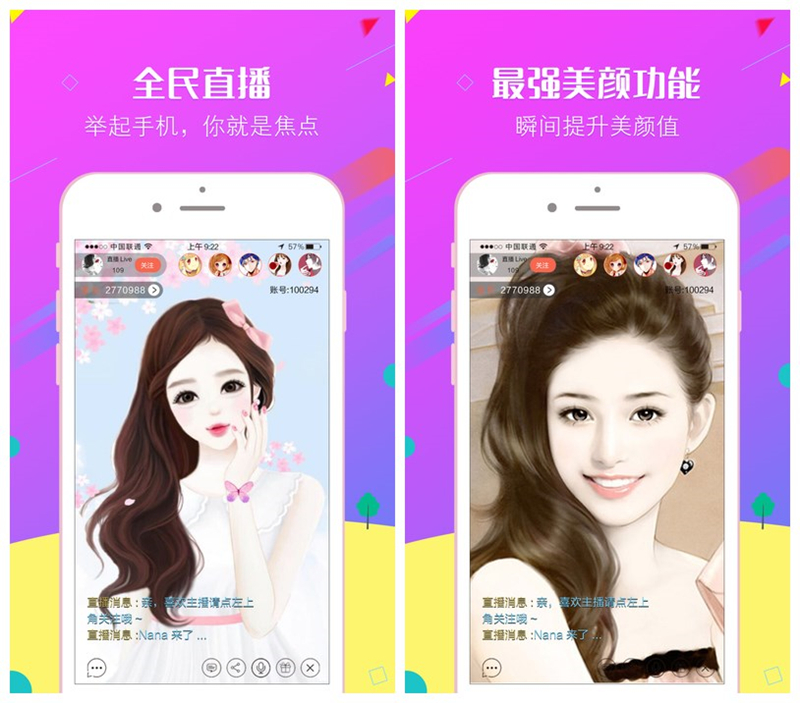 全民直播
举起手机，你就是焦点
中国联通
上午9:22
57%
直播 Live
109
关注
2770988
账号:100294
直播消息：亲，喜欢主播请点左上
角关注哦～
直播消息：Nana 来了 ...
最强美颜功能
瞬间提升美颜值
中国联通
上午9:22
57%
直播 Live
109
关注
2770988
账号:100294
直播消息：亲，喜欢主播请点左上
角关注哦～
直播消息：Nana 来了 ...